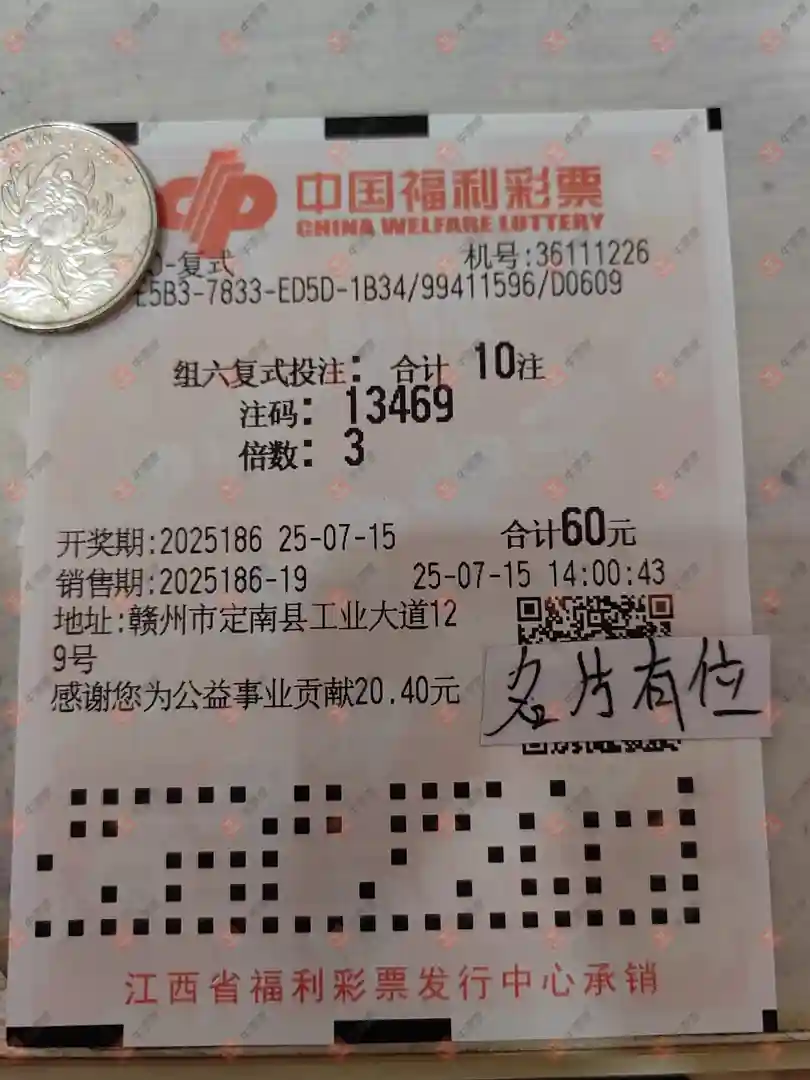 中国福利彩票
CHINA WELFARE LOTTERY
-复式 机号:36111226
E5B3-7833-ED5D-1B34/99411596/D0609
组六复式投注: 合计 10注
注码: 13469
倍数: 3
开奖期:2025186 25-07-15 合计60元
销售期:2025186-19 25-07-15 14:00:43
地址:赣州市定南县工业大道12
9号
感谢您为公益事业贡献20.40元
名片有位
江西省福利彩票发行中心承销